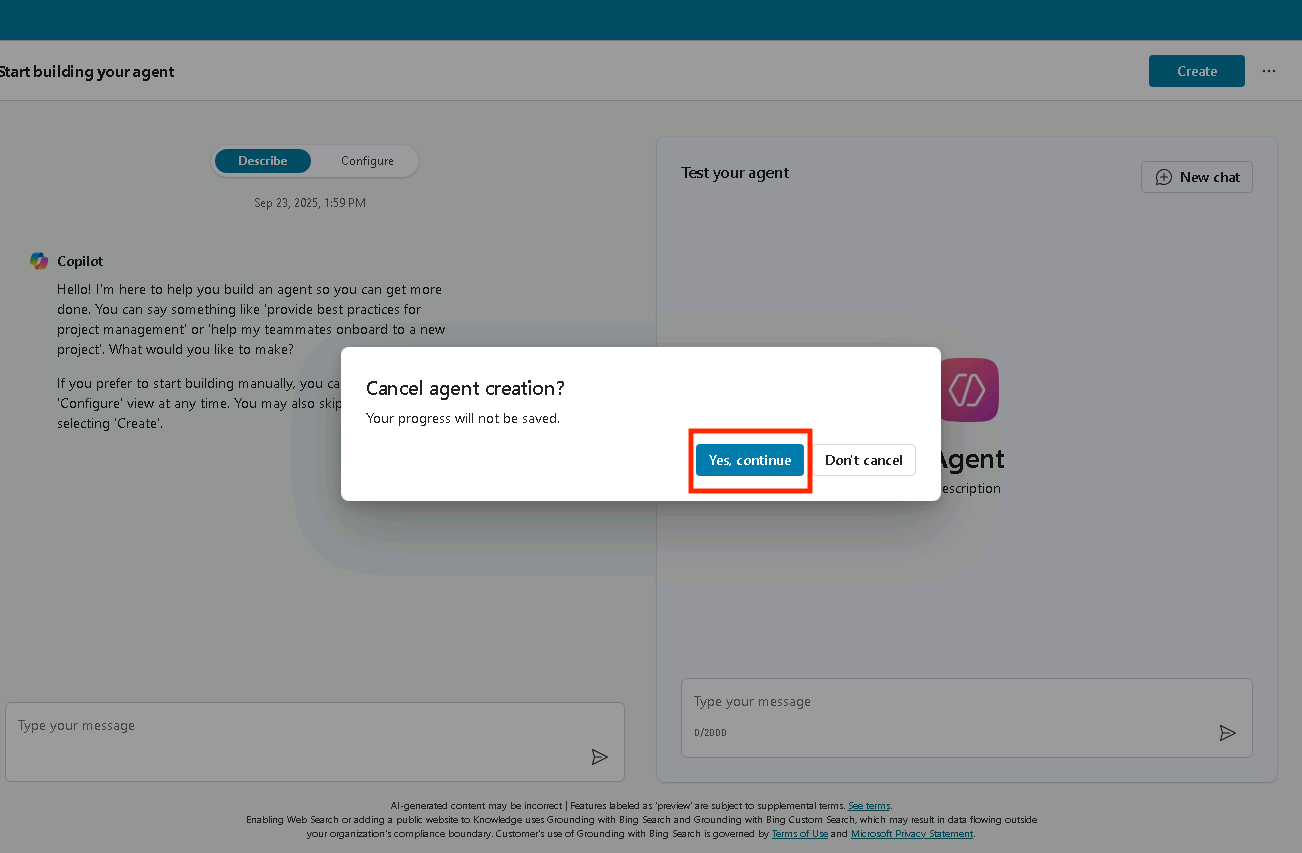 Start building your agent
Create
Describe
Configure
Sep 23, 2025, 1:59 PM
Copilot
Hello! I'm here to help you build an agent so you can get more
done. You can say something like 'provide best practices for
project management' or 'help my teammates onboard to a new
project'. What would you like to make?
If you prefer to start building manually, you ca
'Configure' view at any time. You may also skip
selecting 'Create'.
Type your message
Test your agent
New chat
Agent
escription
Type your message
0/2000
Cancel agent creation?
Your progress will not be saved.
Yes, continue
Don't cancel
AI-generated content may be incorrect | Features labeled as 'preview' are subject to supplemental terms. See terms.
Enabling Web Search or adding a public website to Knowledge uses Grounding with Bing Search and Grounding with Bing Custom Search, which may result in data flowing outside
your organization's compliance boundary. Customer's use of Grounding with Bing Search is governed by Terms of Use and Microsoft Privacy Statement.